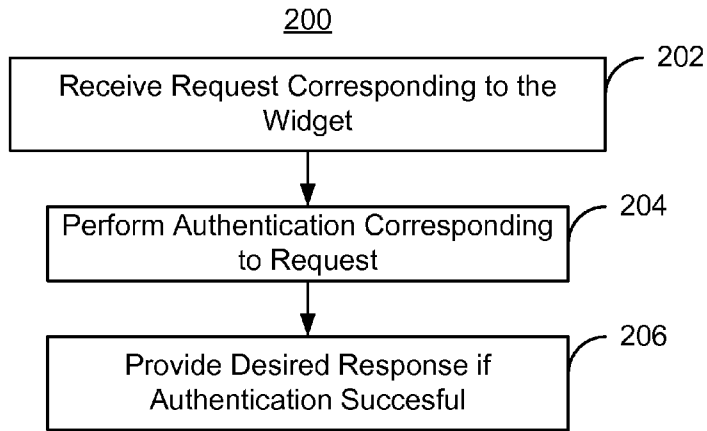 200
202
Receive Request Corresponding to the
Widget
204
Perform Authentication Corresponding
to Request
206
Provide Desired Response if
Authentication Succesful